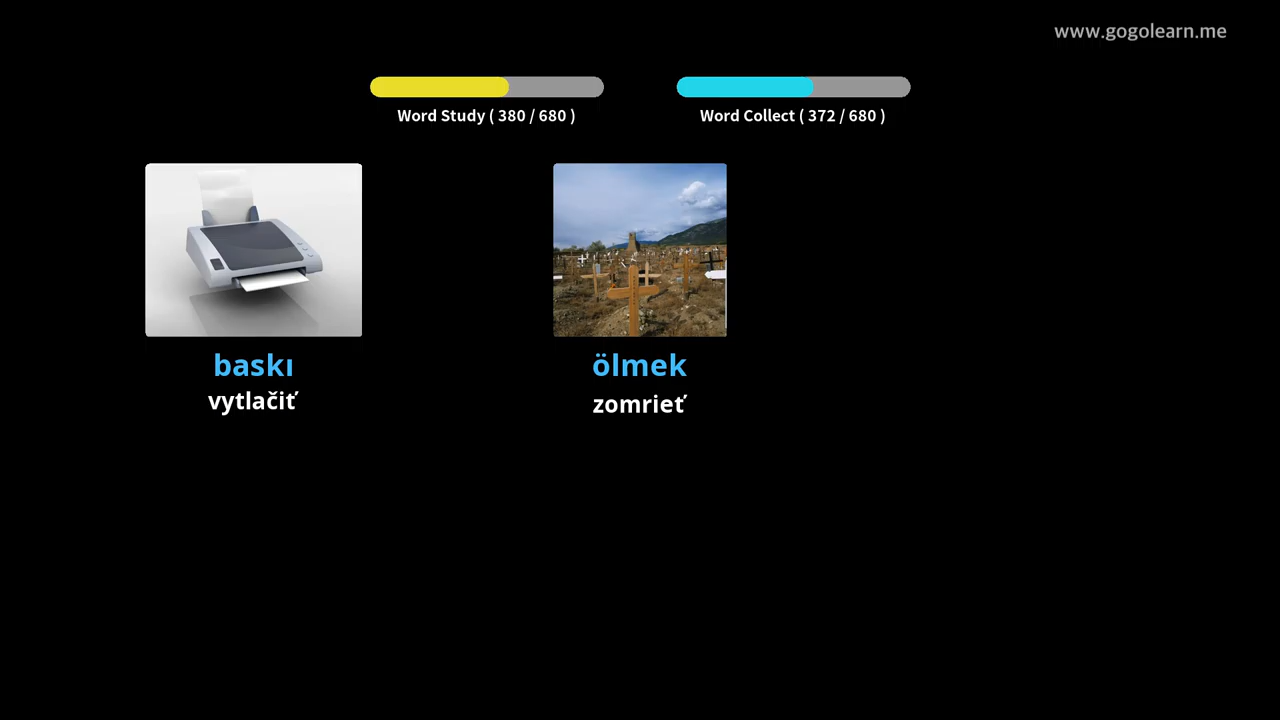 www.gogolearn.me
Word Study ( 380 / 680 )
Word Collect ( 372 / 680 )
baskı
vytlačiť
ölmek
zomrieť